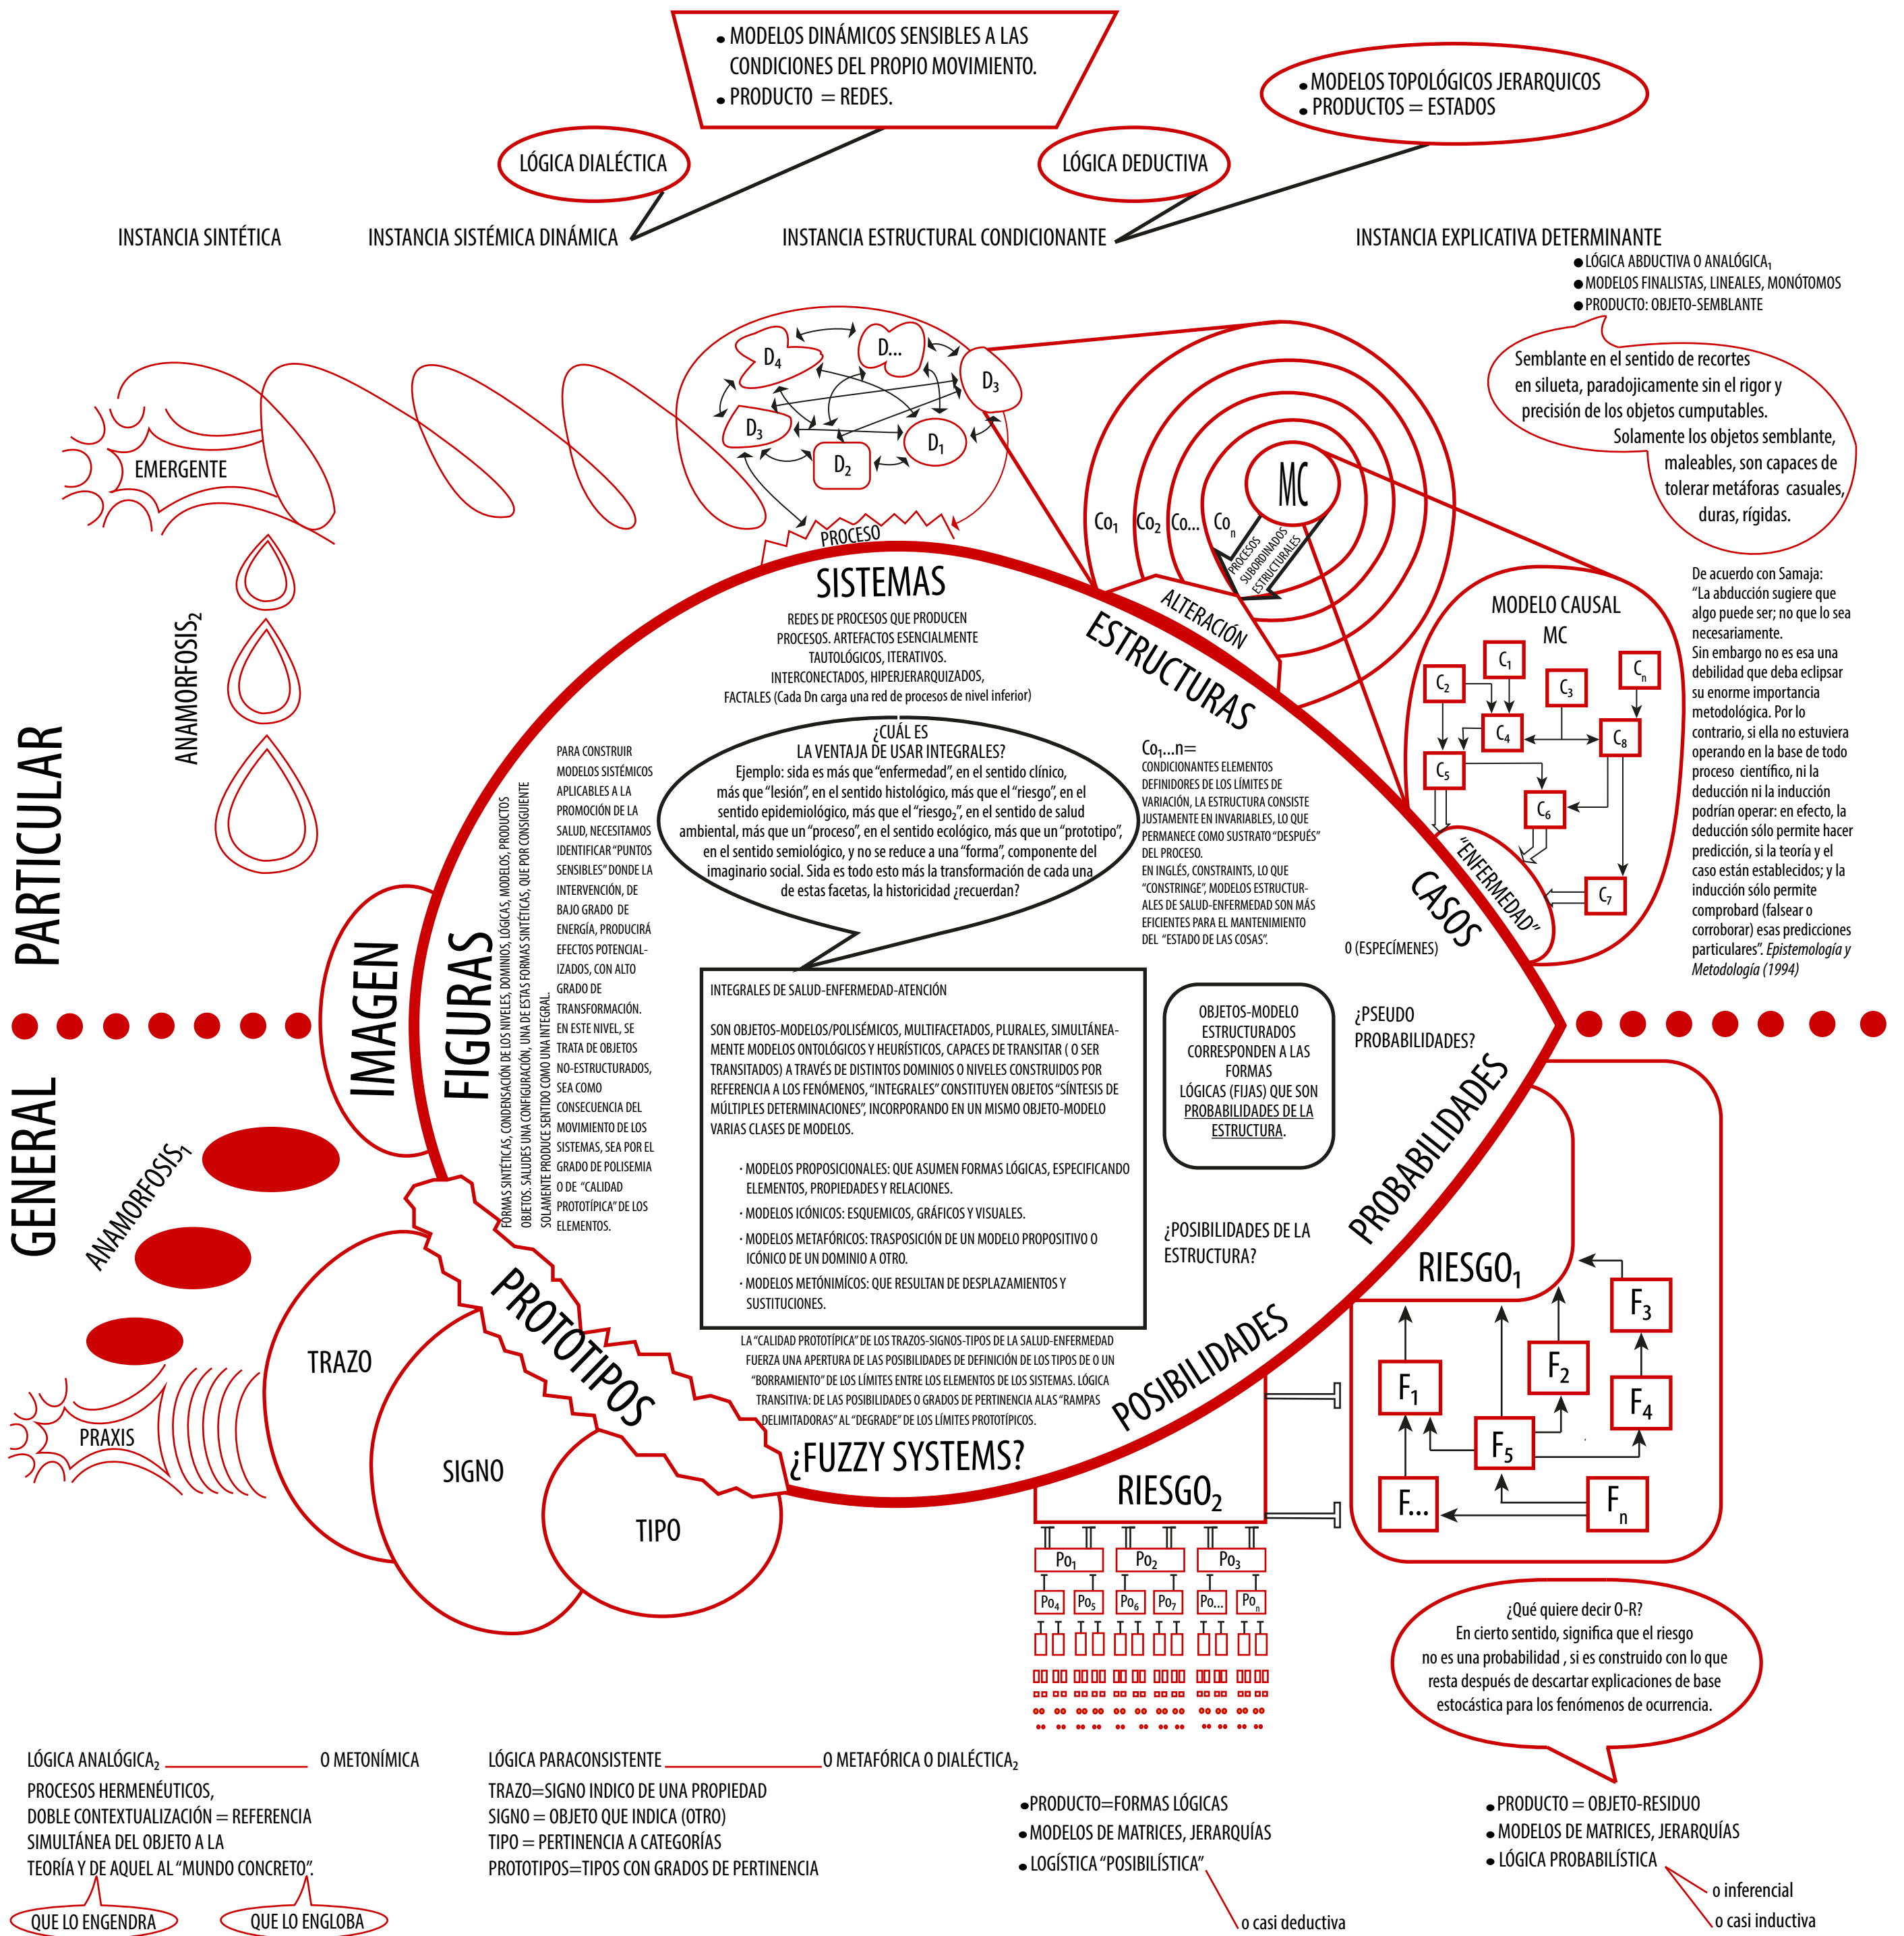 • MODELOS DINÁMICOS SENSIBLES A LAS
CONDICIONES DEL PROPIO MOVIMIENTO.
• PRODUCTO = REDES.
• MODELOS TOPOLÓGICOS JERARQUICOS
• PRODUCTOS = ESTADOS
LÓGICA DIALÉCTICA
LÓGICA DEDUCTIVA
INSTANCIA SINTÉTICA
INSTANCIA SISTÉMICA DINÁMICA
INSTANCIA ESTRUCTURAL CONDICIONANTE
INSTANCIA EXPLICATIVA DETERMINANTE
• LÓGICA ABDUCTIVA O ANALÓGICA₁
• MODELOS FINALISTAS, LINEALES, MONÓTOMOS
• PRODUCTO: OBJETO-SEMBLANTE
Semblante en el sentido de recortes
en silueta, paradojicamente sin el rigor y
precisión de los objetos cumputables.
Solamente los objetos semblante,
maleables, son capaces de
tolerar metáforas casuales,
duras, rígidas.
EMERGENTE
D₄
D...
D₃
D₃
D₂
D₁
PROCESO
Co₁
Co₂
Co...
Coₙ
MC
PROCESOS
SUBORDINADOS
ESTRUCTURALES
ALTERACIÓN
MODELO CAUSAL
MC
C₁
C₂
C₃
Cₙ
C₄
C₈
C₅
C₆
C₇
"ENFERMEDAD"
De acuerdo con Samaja:
"La abducción sugiere que
algo puede ser; no que lo sea
necesariamente.
Sin embargo no es esa una
debilidad que deba eclipsar
su enorme importancia
metodológica. Por lo
contrario, si ella no estuviera
operando en la base de todo
proceso científico, ni la
deducción ni la inducción
podrían operar: en efecto, la
deducción sólo permite hacer
predicción, si la teoría y el
caso están establecidos; y la
inducción sólo permite
comprobard (falsear o
corroborar) esas predicciones
particulares". Epistemología y
Metodología (1994)
ANAMORFOSIS₂
PARTICULAR
GENERAL
ANAMORFOSIS₁
IMAGEN
FIGURAS
SISTEMAS
REDES DE PROCESOS QUE PRODUCEN
PROCESOS. ARTEFACTOS ESENCIALMENTE
TAUTOLÓGICOS, ITERATIVOS.
INTERCONECTADOS, HIPERJERARQUIZADOS,
FACTALES (Cada Dn carga una red de procesos de nivel inferior)
ESTRUCTURAS
CASOS
O (ESPECÍMENES)
FORMAS SINTÉTICAS, CONDENSACIÓN DE LOS NIVELES, DOMINIOS, LÓGICAS, MODELOS, PRODUCTOS
OBJETOS. SALUDES UNA CONFIGURACIÓN, UNA DE ESTAS FORMAS SINTÉTICAS, QUE POR CONSIGUIENTE
SOLAMENTE PRODUCE SENTIDO COMO UNA INTEGRAL.
PARA CONSTRUIR
MODELOS SISTÉMICOS
APLICABLES A LA
PROMOCIÓN DE LA
SALUD, NECESITAMOS
IDENTIFICAR "PUNTOS
SENSIBLES" DONDE LA
INTERVENCIÓN, DE
BAJO GRADO DE
ENERGÍA, PRODUCIRÁ
EFECTOS POTENCIAL-
IZADOS, CON ALTO
GRADO DE
TRANSFORMACIÓN.
EN ESTE NIVEL, SE
TRATA DE OBJETOS
NO-ESTRUCTURADOS,
SEA COMO
CONSECUENCIA DEL
MOVIMIENTO DE LOS
SISTEMAS, SEA POR EL
GRADO DE POLISEMIA
O DE "CALIDAD
PROTOTÍPICA" DE LOS
ELEMENTOS.
¿CUÁL ES
LA VENTAJA DE USAR INTEGRALES?
Ejemplo: sida es más que "enfermedad", en el sentido clínico,
más que "lesión", en el sentido histológico, más que el "riesgo", en el
sentido epidemiológico, más que el "riesgo₂", en el sentido de salud
ambiental, más que un "proceso", en el sentido ecológico, más que un "prototipo",
en el sentido semiológico, y no se reduce a una "forma", componente del
imaginario social. Sida es todo esto más la transformación de cada una
de estas facetas, la historicidad ¿recuerdan?
Co₁...n=
CONDICIONANTES ELEMENTOS
DEFINIDORES DE LOS LÍMITES DE
VARIACIÓN, LA ESTRUCTURA CONSISTE
JUSTAMENTE EN INVARIABLES, LO QUE
PERMANECE COMO SUSTRATO "DESPUÉS"
DEL PROCESO.
EN INGLÉS, CONSTRAINTS, LO QUE
"CONSTRINGE", MODELOS ESTRUCTUR-
ALES DE SALUD-ENFERMEDAD SON MÁS
EFICIENTES PARA EL MANTENIMIENTO
DEL "ESTADO DE LAS COSAS".
INTEGRALES DE SALUD-ENFERMEDAD-ATENCIÓN
SON OBJETOS-MODELOS/POLISÉMICOS, MULTIFACETADOS, PLURALES, SIMULTÁNEA-
MENTE MODELOS ONTOLÓGICOS Y HEURÍSTICOS, CAPACES DE TRANSITAR ( O SER
TRANSITADOS) A TRAVÉS DE DISTINTOS DOMINIOS O NIVELES CONSTRUIDOS POR
REFERENCIA A LOS FENÓMENOS, "INTEGRALES" CONSTITUYEN OBJETOS "SÍNTESIS DE
MÚLTIPLES DETERMINACIONES", INCORPORANDO EN UN MISMO OBJETO-MODELO
VARIAS CLASES DE MODELOS.
· MODELOS PROPOSICIONALES: QUE ASUMEN FORMAS LÓGICAS, ESPECIFICANDO
ELEMENTOS, PROPIEDADES Y RELACIONES.
· MODELOS ICÓNICOS: ESQUEMICOS, GRÁFICOS Y VISUALES.
· MODELOS METAFÓRICOS: TRASPOSICIÓN DE UN MODELO PROPOSITIVO O
ICÓNICO DE UN DOMINIO A OTRO.
· MODELOS METÓNIMÍCOS: QUE RESULTAN DE DESPLAZAMIENTOS Y
SUSTITUCIONES.
OBJETOS-MODELO
ESTRUCTURADOS
CORRESPONDEN A LAS
FORMAS
LÓGICAS (FIJAS) QUE SON
PROBABILIDADES DE LA
ESTRUCTURA.
¿PSEUDO
PROBABILIDADES?
¿POSIBILIDADES DE LA
ESTRUCTURA?
PROBABILIDADES
POSIBILIDADES
LA "CALIDAD PROTOTÍPICA" DE LOS TRAZOS-SIGNOS-TIPOS DE LA SALUD-ENFERMEDAD
FUERZA UNA APERTURA DE LAS POSIBILIDADES DE DEFINICIÓN DE LOS TIPOS DE O UN
"BORRAMIENTO" DE LOS LÍMITES ENTRE LOS ELEMENTOS DE LOS SISTEMAS. LÓGICA
TRANSITIVA: DE LAS POSIBILIDADES O GRADOS DE PERTINENCIA ALAS "RAMPAS
DELIMITADORAS" AL "DEGRADE" DE LOS LÍMITES PROTOTÍPICOS.
¿FUZZY SYSTEMS?
PROTOTIPOS
TRAZO
SIGNO
TIPO
PRAXIS
RIESGO₁
F₃
F₂
F₁
F₄
F₅
F...
Fₙ
RIESGO₂
Po₁
Po₂
Po₃
Po₄
Po₅
Po₆
Po₇
Po...
Poₙ
¿Qué quiere decir O-R?
En cierto sentido, significa que el riesgo
no es una probabilidad , si es construido con lo que
resta después de descartar explicaciones de base
estocástica para los fenómenos de ocurrencia.
LÓGICA ANALÓGICA₂ O METONÍMICA
PROCESOS HERMENÉUTICOS,
DOBLE CONTEXTUALIZACIÓN = REFERENCIA
SIMULTÁNEA DEL OBJETO A LA
TEORÍA Y DE AQUEL AL "MUNDO CONCRETO".
QUE LO ENGENDRA
QUE LO ENGLOBA
LÓGICA PARACONSISTENTE O METAFÓRICA O DIALÉCTICA₂
TRAZO=SIGNO INDICO DE UNA PROPIEDAD
SIGNO = OBJETO QUE INDICA (OTRO)
TIPO = PERTINENCIA A CATEGORÍAS
PROTOTIPOS=TIPOS CON GRADOS DE PERTINENCIA
• PRODUCTO=FORMAS LÓGICAS
• MODELOS DE MATRICES, JERARQUÍAS
• LOGÍSTICA "POSIBILÍSTICA"
o casi deductiva
• PRODUCTO = OBJETO-RESIDUO
• MODELOS DE MATRICES, JERARQUÍAS
• LÓGICA PROBABILÍSTICA
o inferencial
o casi inductiva